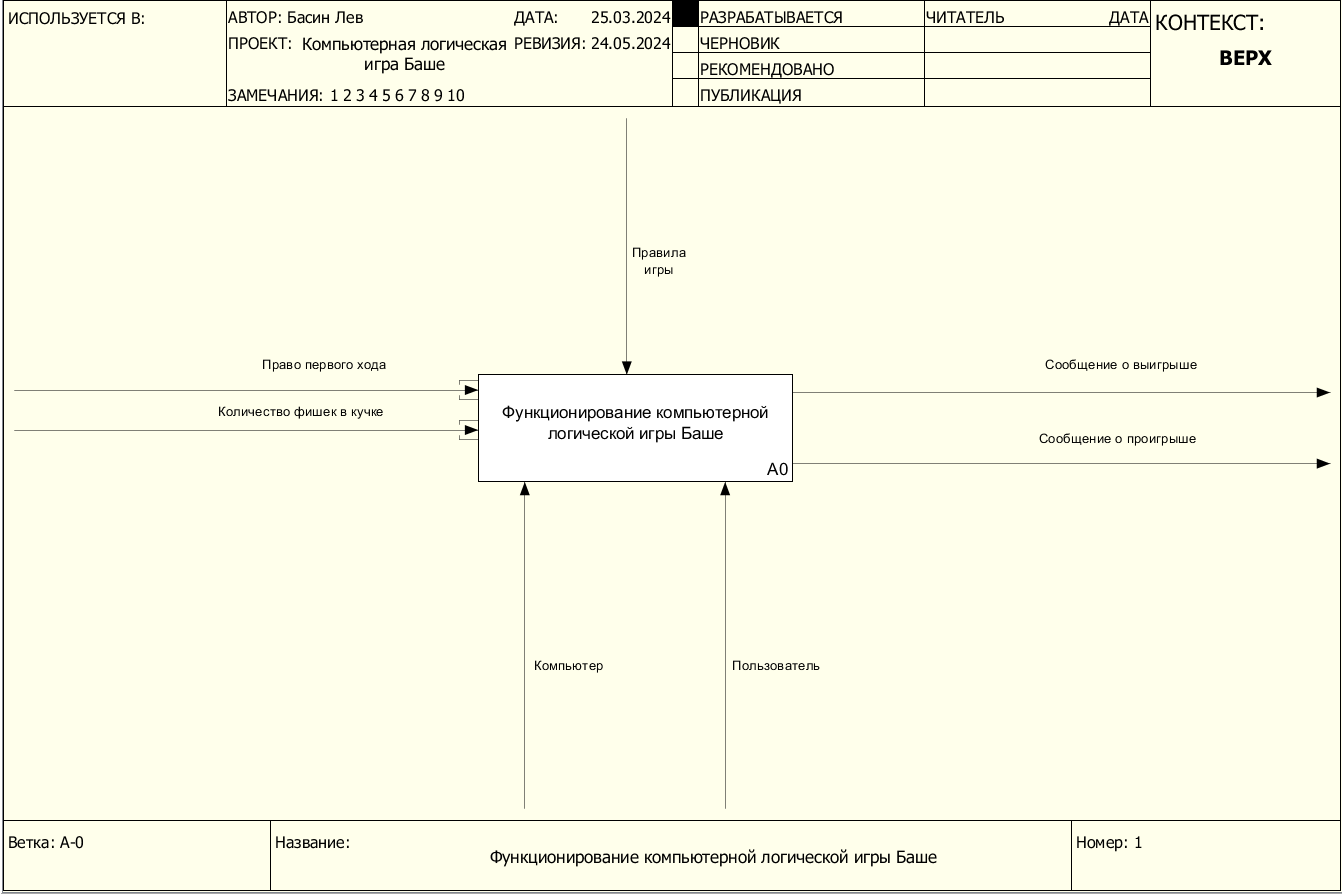 ИСПОЛЬЗУЕТСЯ В:
АВТОР: Басин Лев
ДАТА: 25.03.2024
ПРОЕКТ: Компьютерная логическая
игра Баше
РЕВИЗИЯ: 24.05.2024
ЗАМЕЧАНИЯ: 1 2 3 4 5 6 7 8 9 10
РАЗРАБАТЫВАЕТСЯ
ЧЕРНОВИК
РЕКОМЕНДОВАНО
ПУБЛИКАЦИЯ
ЧИТАТЕЛЬ ДАТА
КОНТЕКСТ:
ВЕРХ
Правила
игры
Право первого хода
Количество фишек в кучке
Функционирование компьютерной
логической игры Баше
A0
Сообщение о выигрыше
Сообщение о проигрыше
Компьютер
Пользователь
Ветка: A-0
Название:
Функционирование компьютерной логической игры Баше
Номер: 1